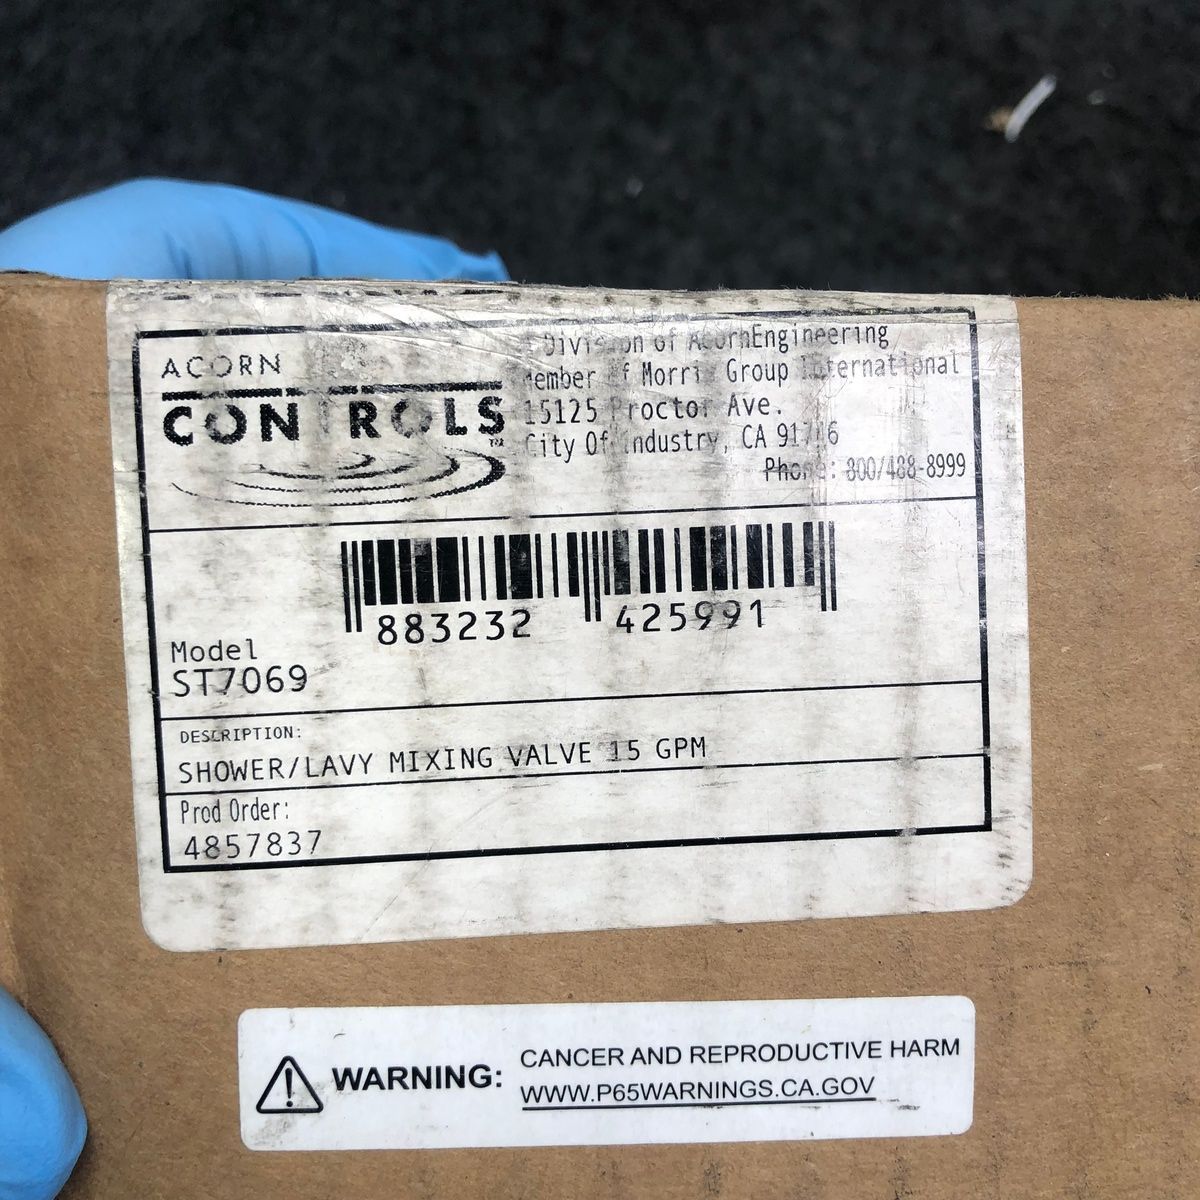 ACORN
CONTROLS
TM
Division of AcornEngineering
Member of Morris Group International
15125 Proctor Ave.
City Of Industry, CA 91746
Phone: 800/488-8999
883232 425991
Model
ST7069
DESCRIPTION:
SHOWER/LAVY MIXING VALVE 15 GPM
Prod Order:
4857837
WARNING: CANCER AND REPRODUCTIVE HARM
WWW.P65WARNINGS.CA.GOV